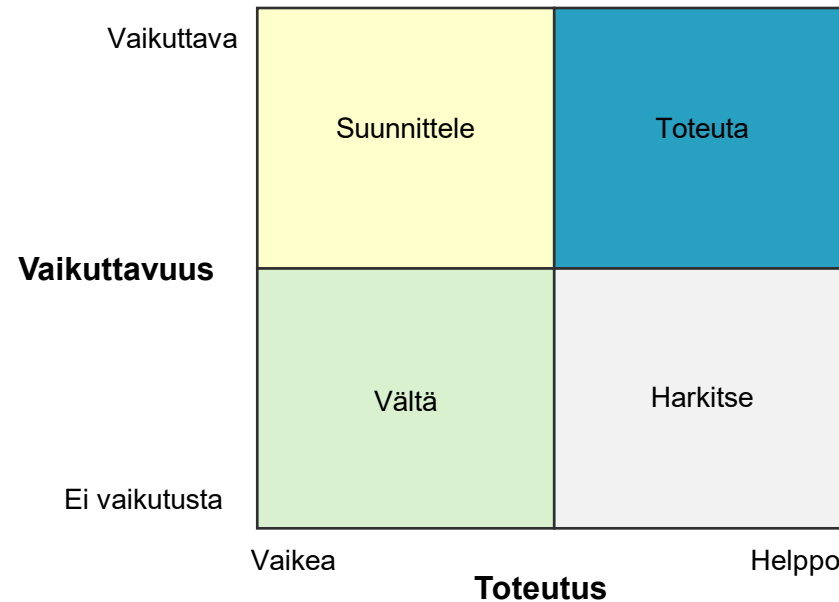 Vaikuttava
Suunnittele
Toteuta
Vaikuttavuus
Vältä
Harkitse
Ei vaikutusta
Vaikea
Helppo
Toteutus